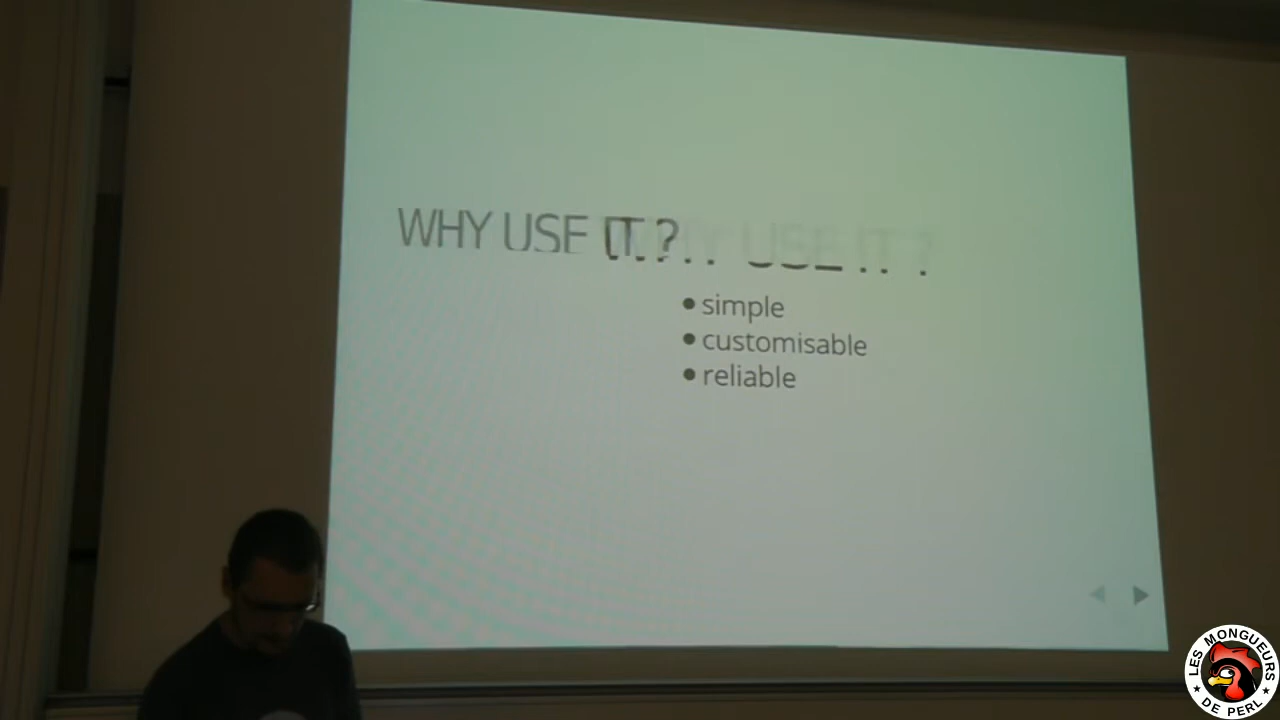 WHY USE IT ?
WHY USE IT ?
simple
customisable
reliable
LES MONGUEURS
DE PERL